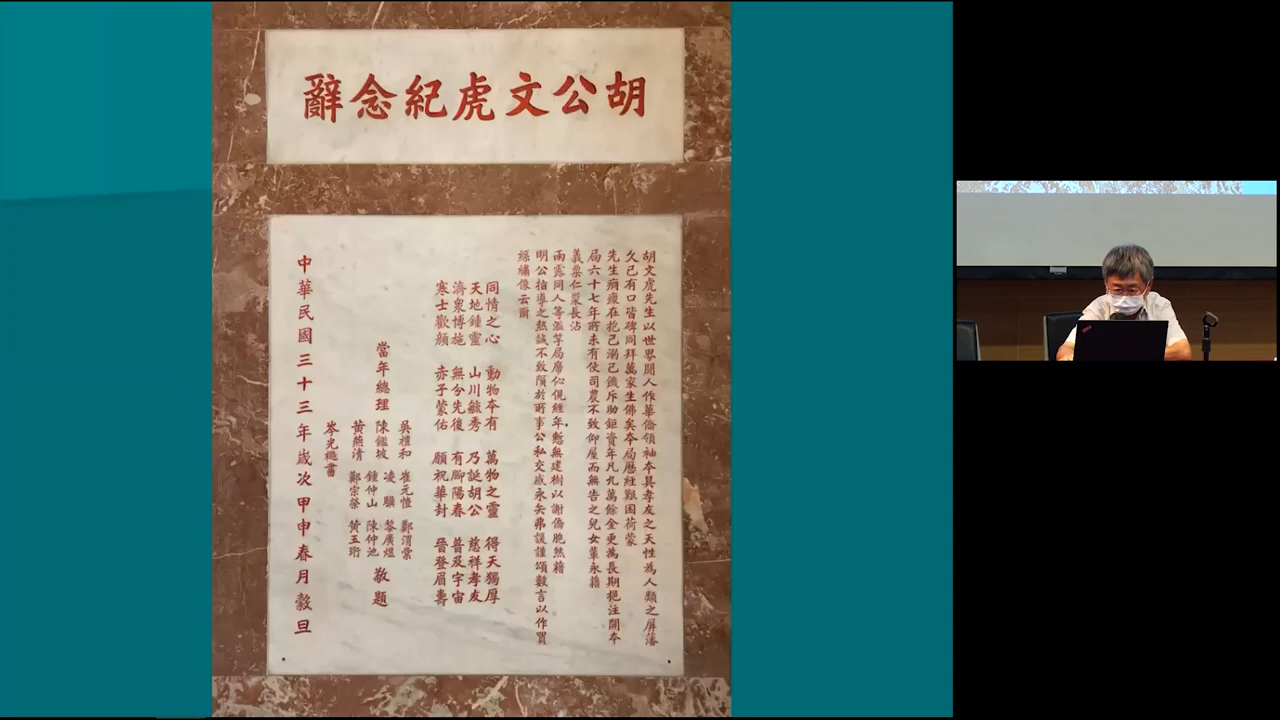 胡公文虎紀念辭
胡文虎先生以世界聞人作華僑領袖本具孝友之天性為人類之屏藩
久已有口皆碑同拜萬家生佛矣本局歷經艱困荷蒙
先生痌瘝在抱己溺己饑斥助鉅資年凡九萬餘金更為長期挹注開本
局六十七年所未有使司農不致仰屋而無告之兒女輩永藉
義粟仁漿長沾
雨露同人等濫竽局席伈俔經年愧無建樹以謝僑胞然藉
明公指導之熱誠不致隕於所事公私交感永矢弗諼謹頌數言以作買
絲繡像云爾
同情之心 動物本有 萬物之靈 得天獨厚
天地鍾靈 山川毓秀 乃誕胡公 慈祥孝友
濟衆博施 無分先後 有腳陽春 普及宇宙
寒士歡顏 赤子蒙佑 願祝華封 晉登眉壽
吳禮和 崔元愷 鄭渭棠
當年總理 陳鑑坡 凌驥 黎廣煜 敬題
鍾仲山 陳仲池
黃燕清 鄭宗榮 黃玉珩
岑光樾書
中華民國三十三年歲次甲申春月穀旦